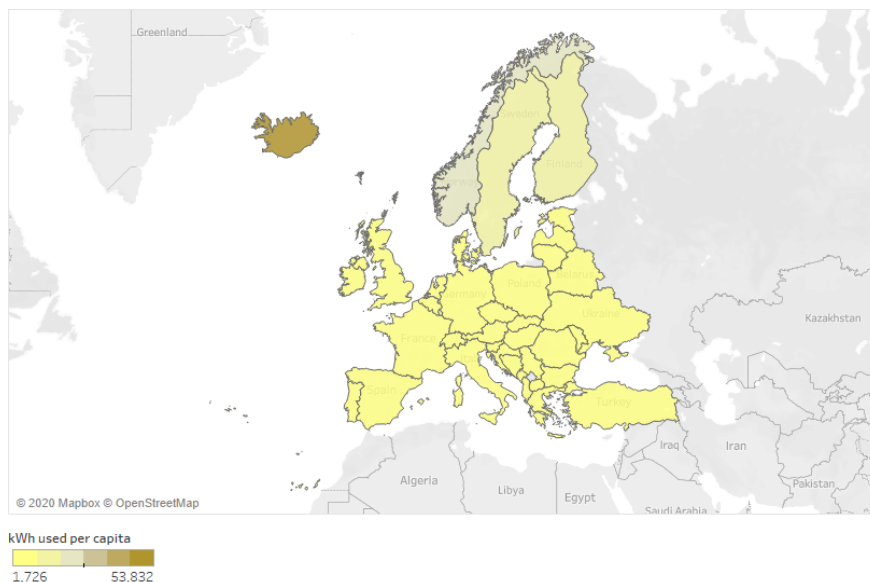 Greenland
Sweden
Finland
Norway
Belarus
Poland
Germany
Ukraine
Kazakhstan
France
Italy
Spain
Turkey
Iraq
Iran
Algeria
Libya
Egypt
Pakistan
Saudi Arabia
© 2020 Mapbox © OpenStreetMap
kWh used per capita
1.726 53.832